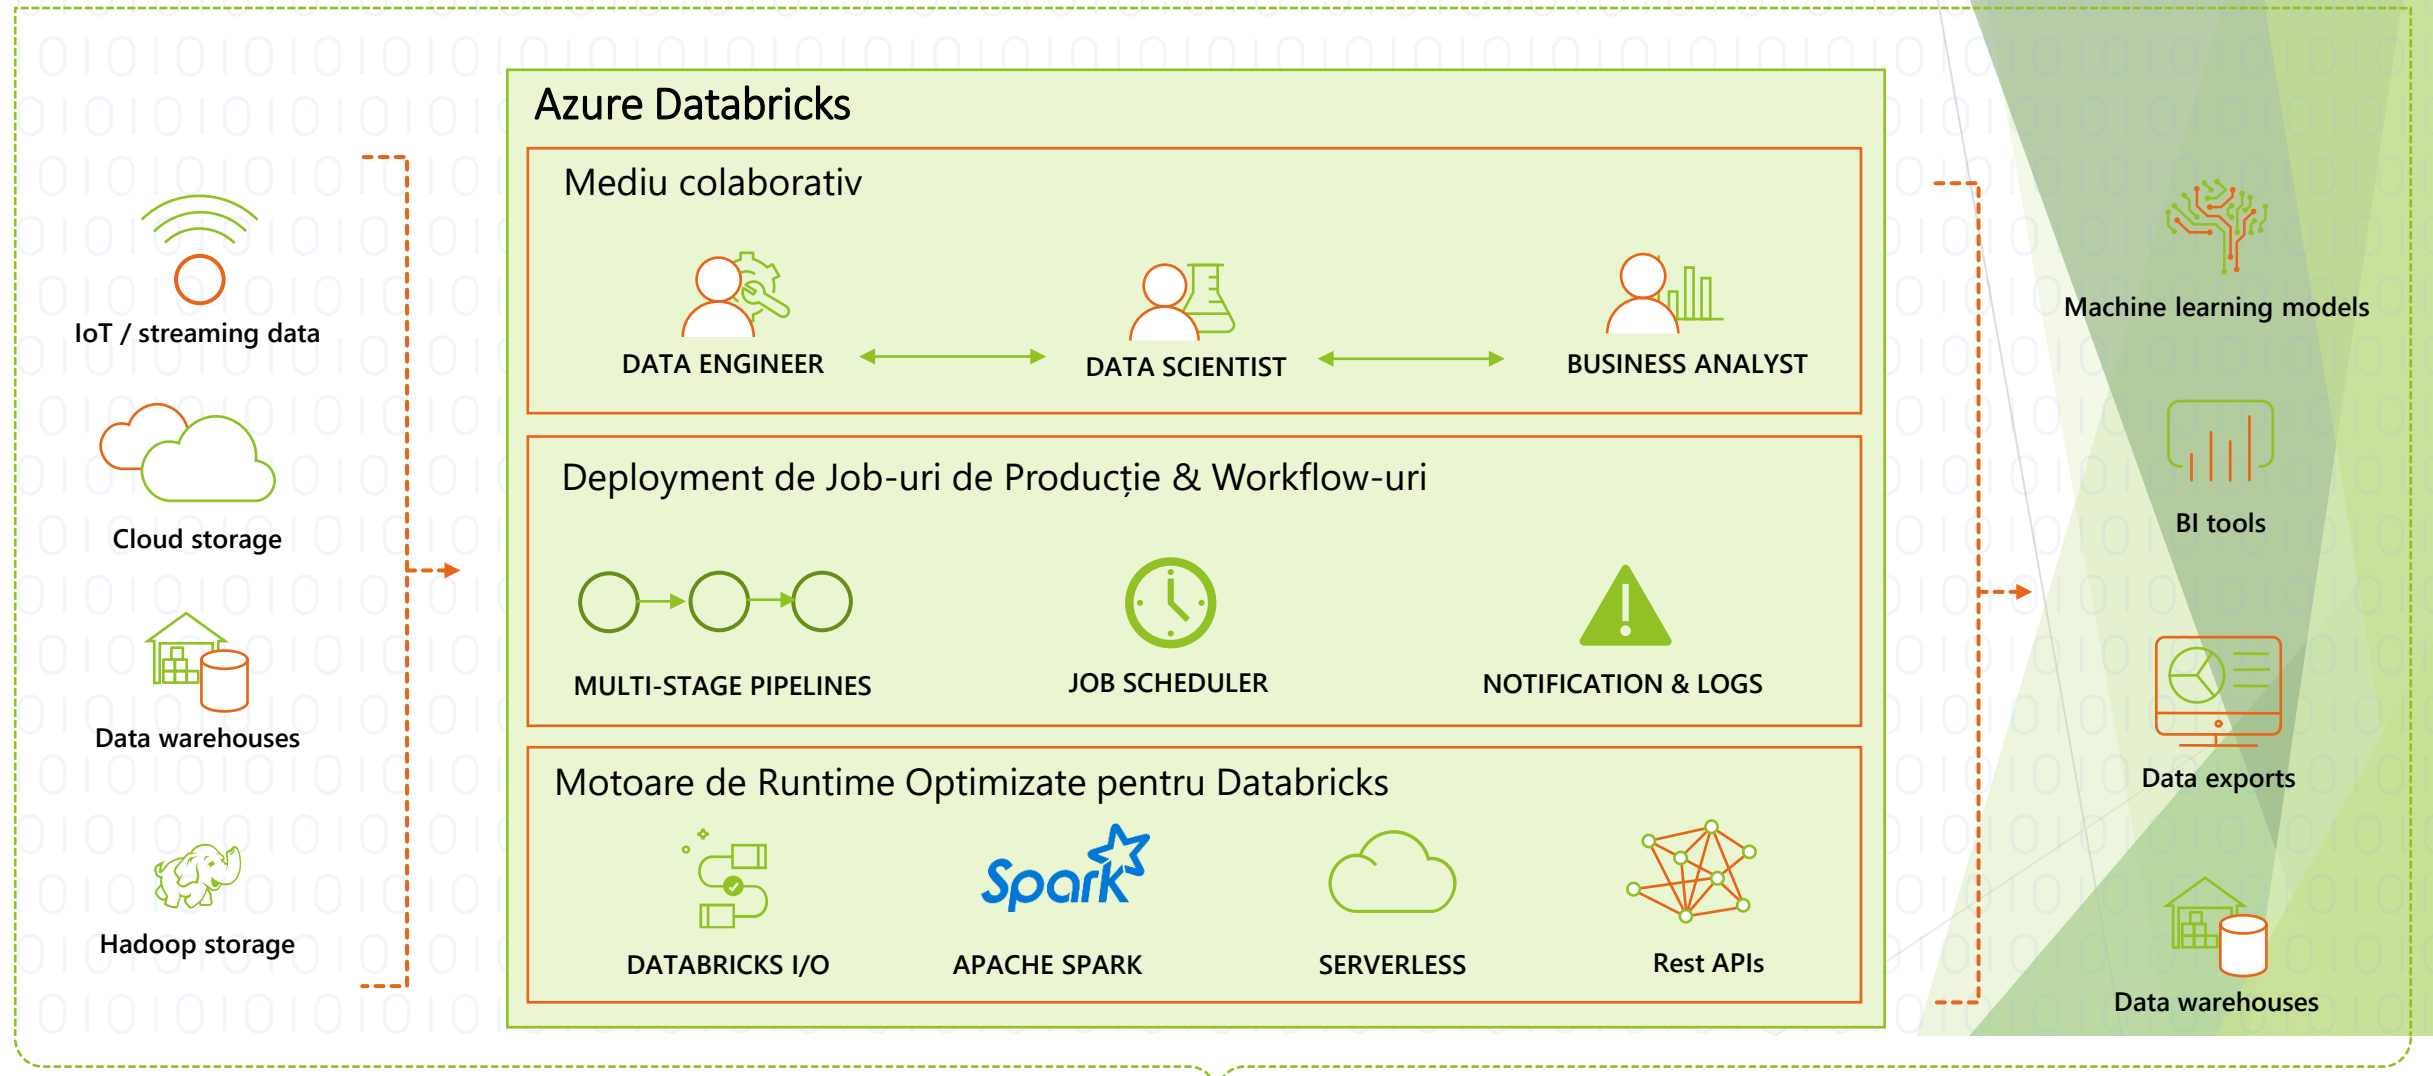 Azure Databricks
Mediu colaborativ
DATA ENGINEER
DATA SCIENTIST
BUSINESS ANALYST
Deployment de Job-uri de Producție & Workflow-uri
MULTI-STAGE PIPELINES
JOB SCHEDULER
NOTIFICATION & LOGS
Motoare de Runtime Optimizate pentru Databricks
Spark
DATABRICKS I/O
APACHE SPARK
SERVERLESS
Rest APIs
IoT / streaming data
Cloud storage
Data warehouses
Hadoop storage
Machine learning models
BI tools
Data exports
Data warehouses